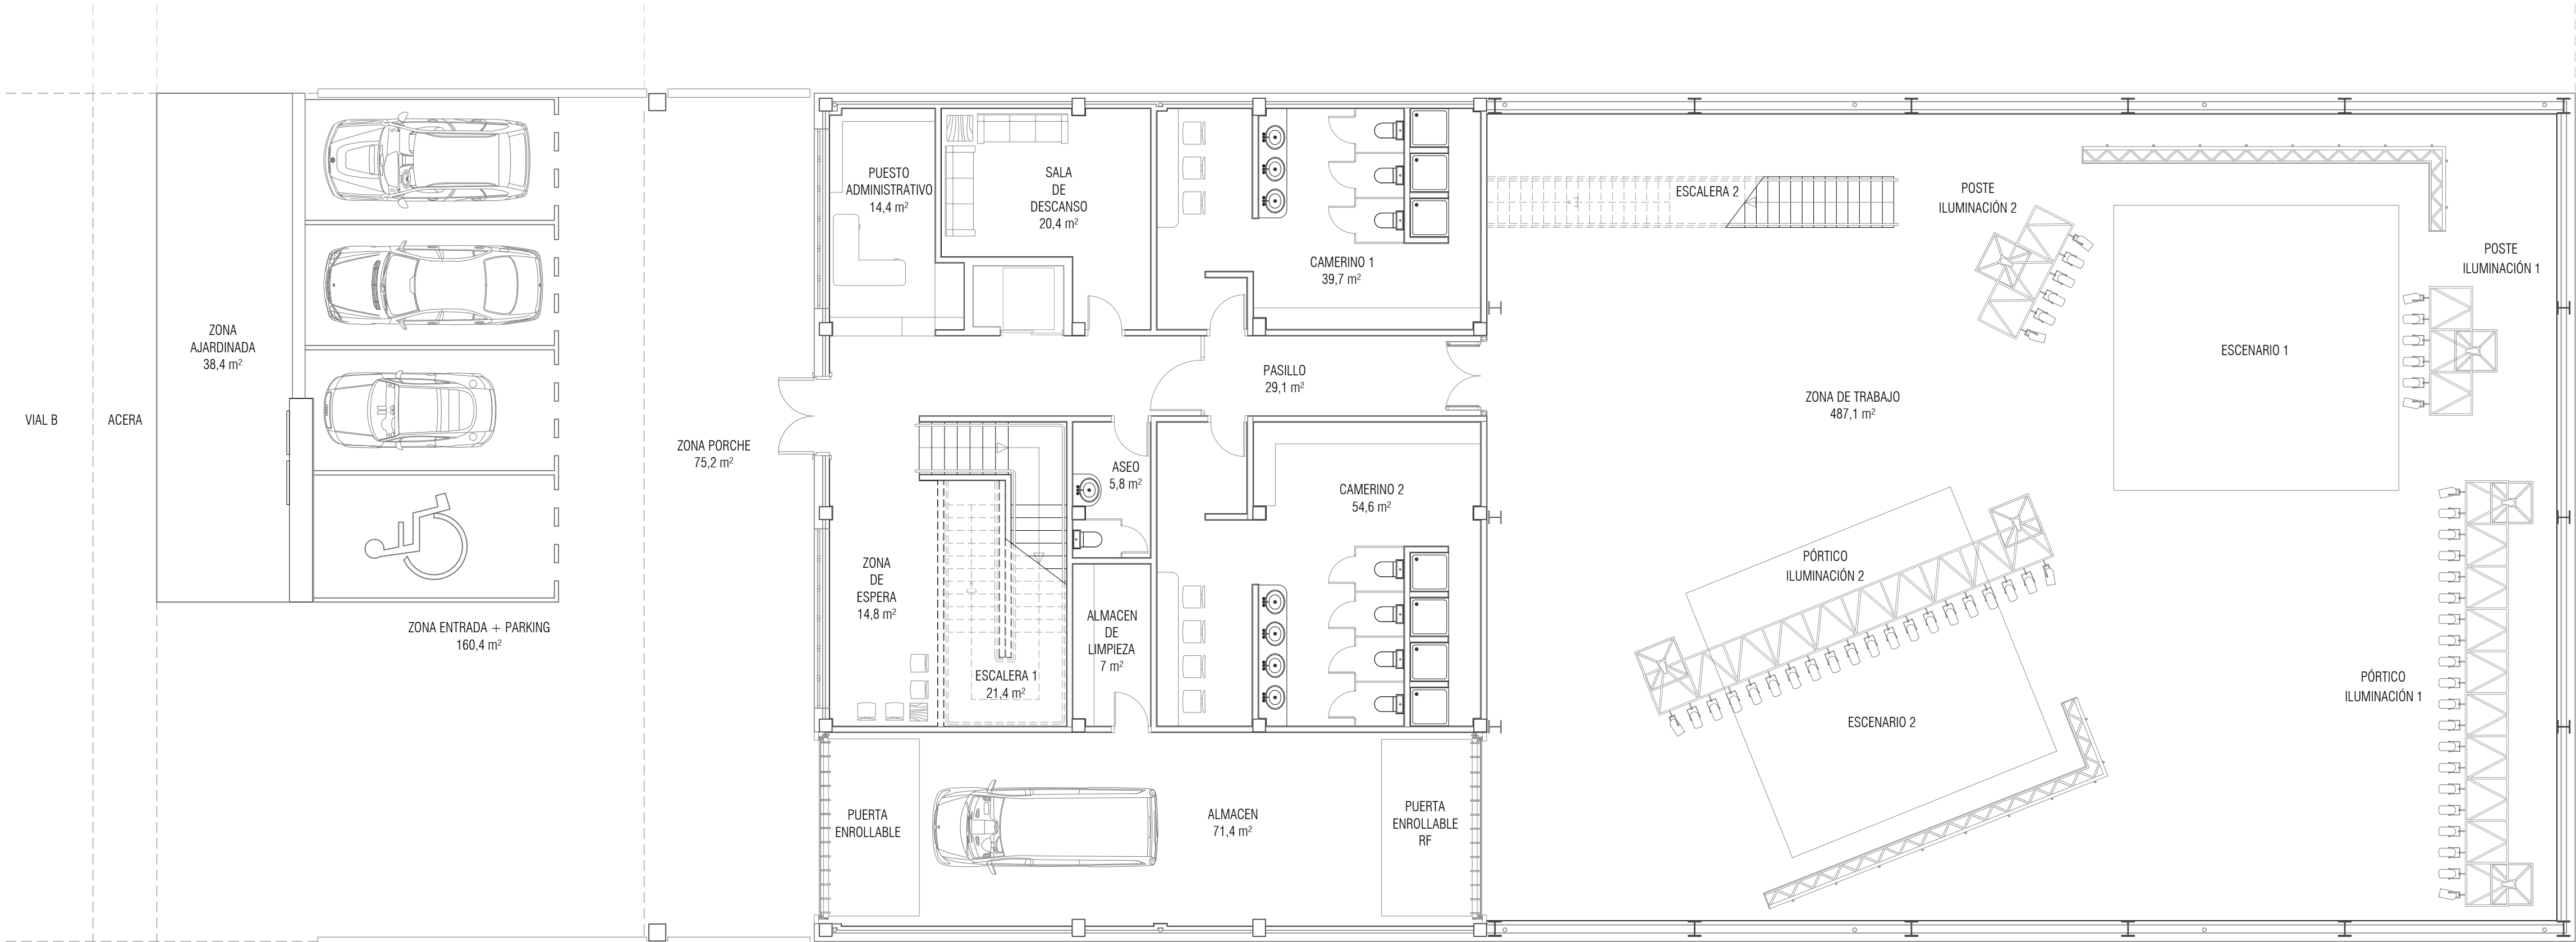 VIAL B
ACERA
ZONA
AJARDINADA
38,4 m²
ZONA ENTRADA + PARKING
160,4 m²
ZONA PORCHE
75,2 m²
PUESTO
ADMINISTRATIVO
14,4 m²
SALA
DE
DESCANSO
20,4 m²
CAMERINO 1
39,7 m²
PASILLO
29,1 m²
ASEO
5,8 m²
CAMERINO 2
54,6 m²
ZONA
DE
ESPERA
14,8 m²
ESCALERA 1
21,4 m²
ALMACEN
DE
LIMPIEZA
7 m²
PUERTA
ENROLLABLE
ALMACEN
71,4 m²
PUERTA
ENROLLABLE
RF
ESCALERA 2
POSTE
ILUMINACIÓN 2
POSTE
ILUMINACIÓN 1
ESCENARIO 1
ZONA DE TRABAJO
487,1 m²
PÓRTICO
ILUMINACIÓN 2
ESCENARIO 2
PÓRTICO
ILUMINACIÓN 1